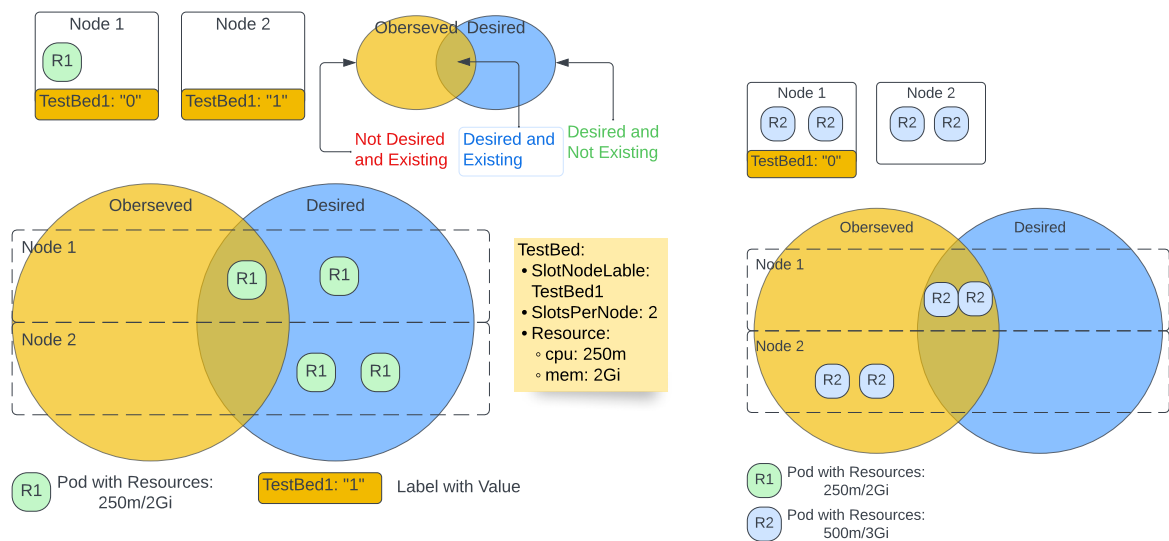 Node 1
R1
TestBed1: "0"
Node 2
TestBed1: "1"
Oberseved
Desired
Not Desired
and Existing
Desired and
Existing
Desired and
Not Existing
Oberseved
Desired
Node 1
R1
R1
Node 2
R1
R1
R1
Pod with Resources:
250m/2Gi
TestBed1: "1"
Label with Value
TestBed:
• SlotNodeLable:
TestBed1
• SlotsPerNode: 2
• Resource:
◦ cpu: 250m
◦ mem: 2Gi
Node 1
R2
R2
TestBed1: "0"
Node 2
R2
R2
Oberseved
Desired
Node 1
R2
R2
Node 2
R2
R2
R1
Pod with Resources:
250m/2Gi
R2
Pod with Resources:
500m/3Gi